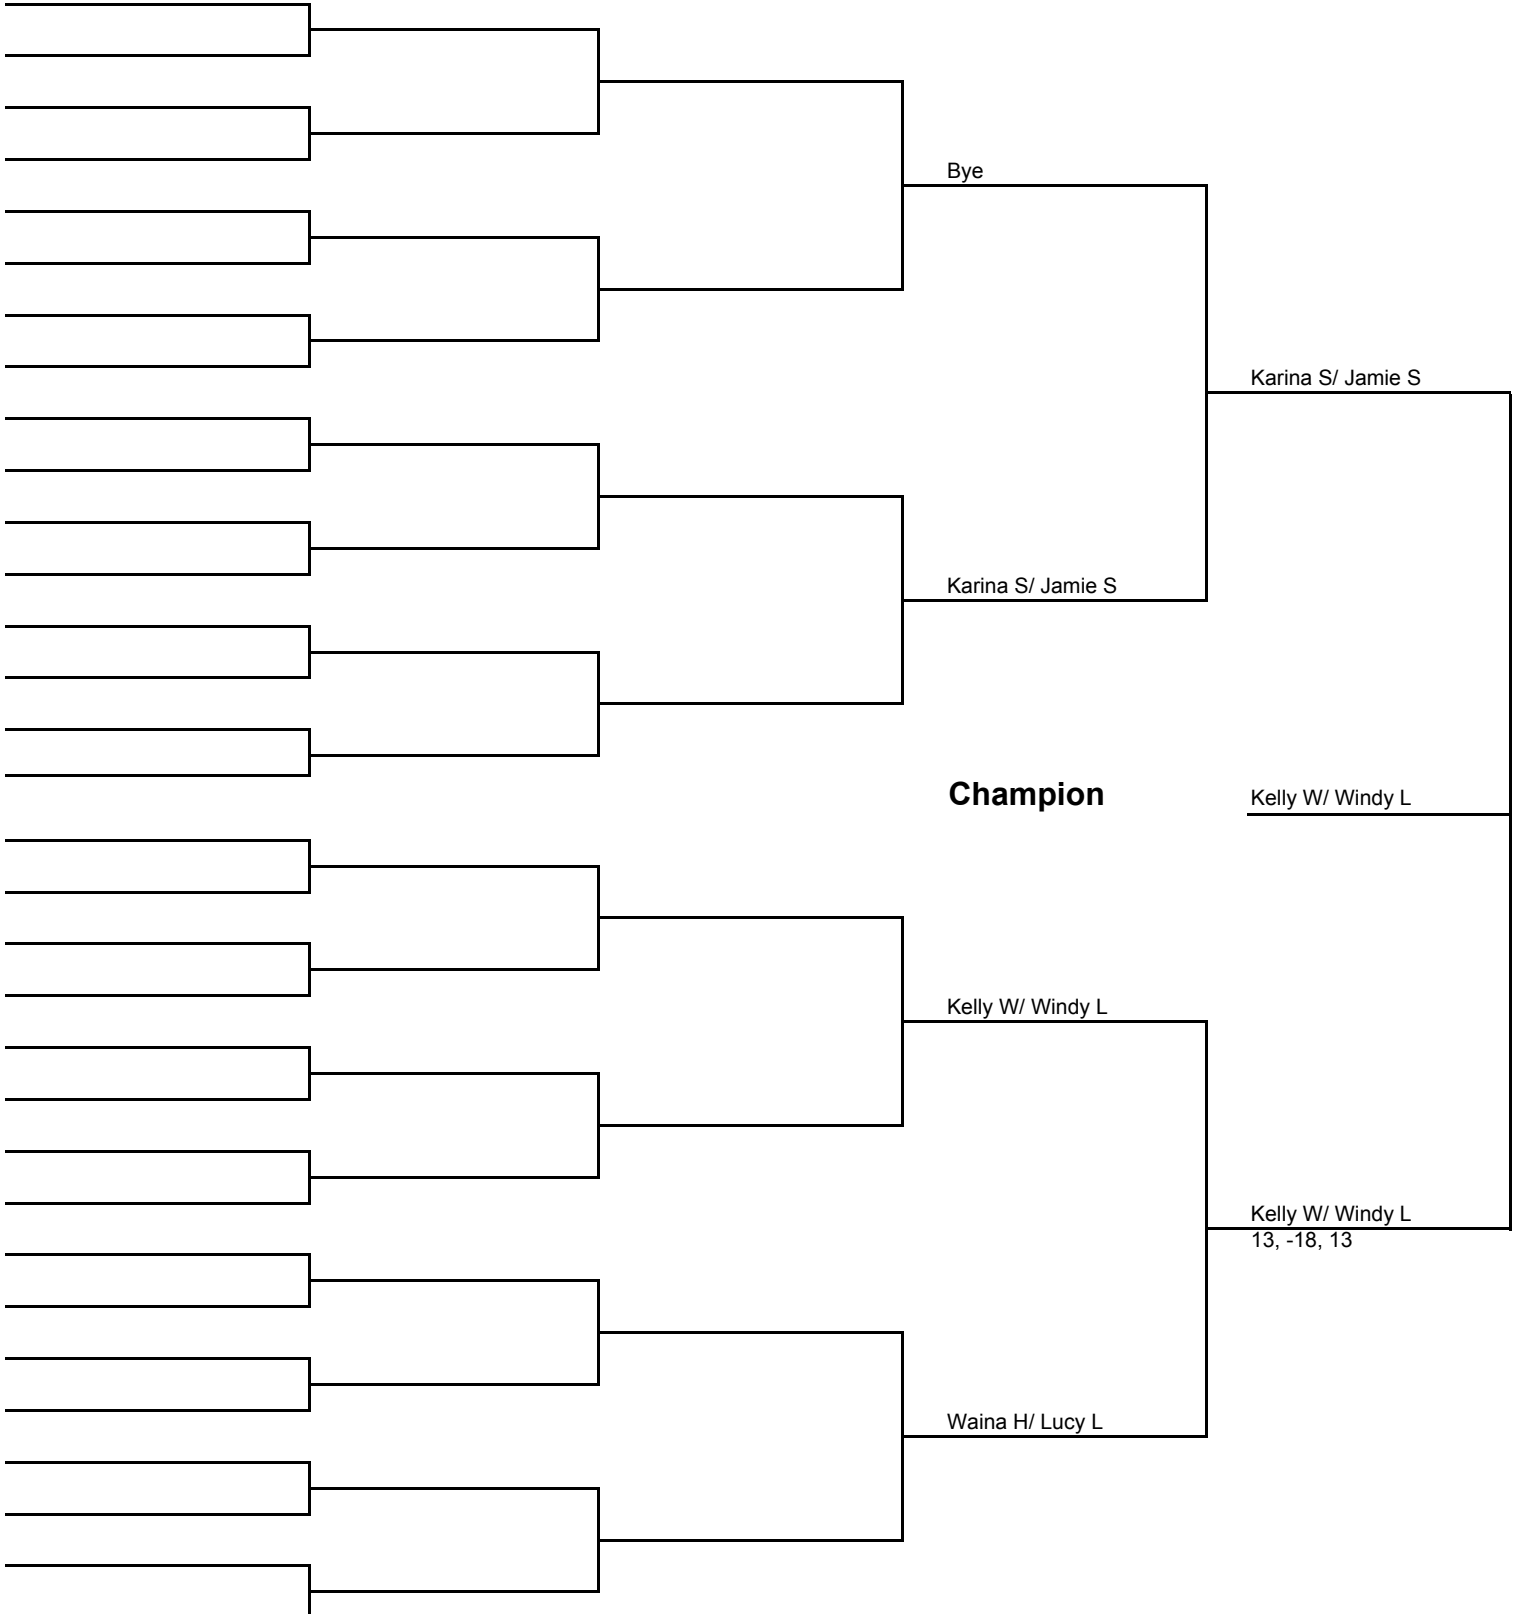 Bye
Karina S/ Jamie S
Karina S/ Jamie S
Champion
Kelly W/ Windy L
Kelly W/ Windy L
Kelly W/ Windy L
13, -18, 13
Waina H/ Lucy L